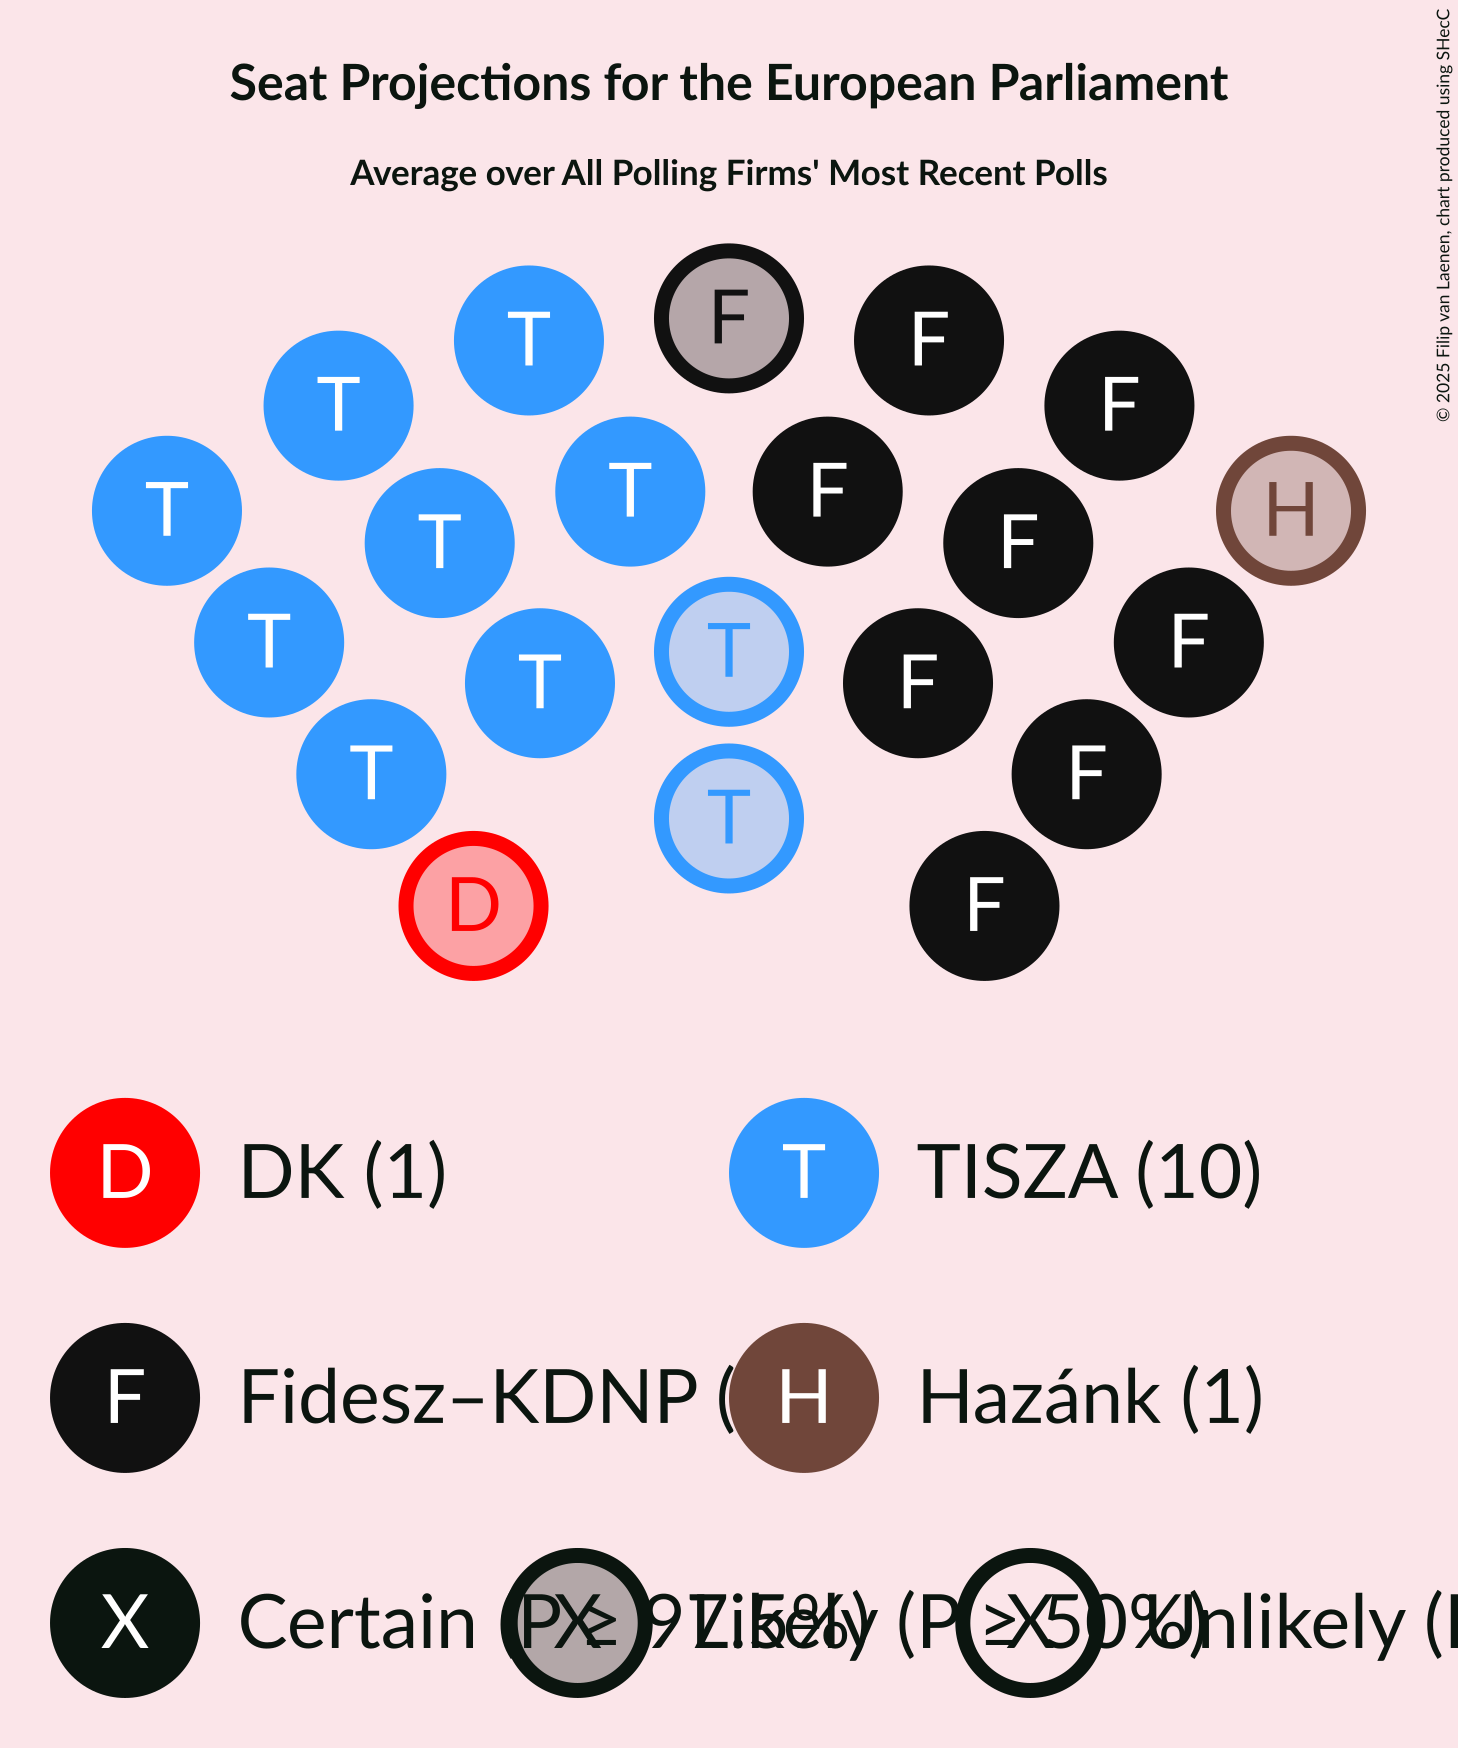 Seat Projections for the European Parliament
Average over All Polling Firms' Most Recent Polls
© 2025 Filip van Laenen, chart produced using SHecC
F
T F
T F
T F
T H
T F
T F
T F
T
T F
T
D F
D DK (1)
T TISZA (10)
F Fidesz–KDNP (
H Hazánk (1)
X Certain (P ≥ 97.5%)
X Likely (P ≥ 50%)
X Unlikely (